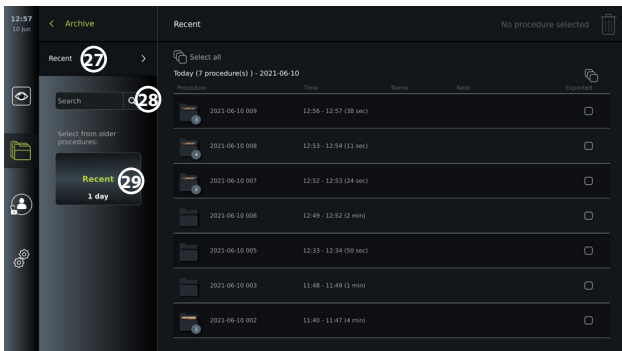 12:57
10 Jun
Archive
Recent
No procedure selected
Recent
27
Select all
Today (7 procedure(s) ) - 2021-06-10
Procedure Time Name Note Exported
Search
28
2021-06-10 009 12:56 - 12:57 (38 sec)
Select from older
procedures:
2021-06-10 008 12:53 - 12:54 (11 sec)
Recent
29
1 day
2021-06-10 007 12:52 - 12:53 (24 sec)
2021-06-10 006 12:49 - 12:52 (2 min)
2021-06-10 005 12:33 - 12:34 (50 sec)
2021-06-10 003 11:48 - 11:49 (1 min)
2021-06-10 002 11:40 - 11:47 (4 min)